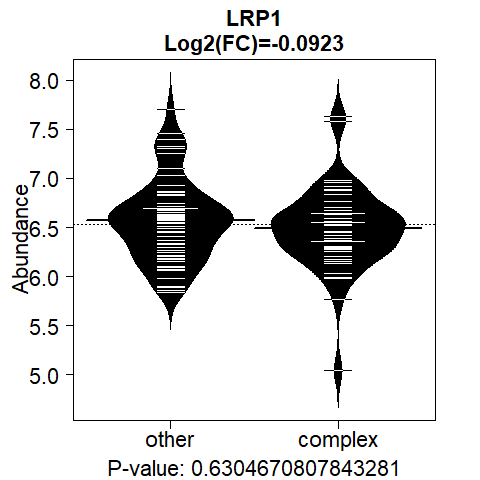 LRP1
Log2(FC)=-0.0923
Abundance
8.0
7.5
7.0
6.5
6.0
5.5
5.0
other complex
P-value: 0.6304670807843281